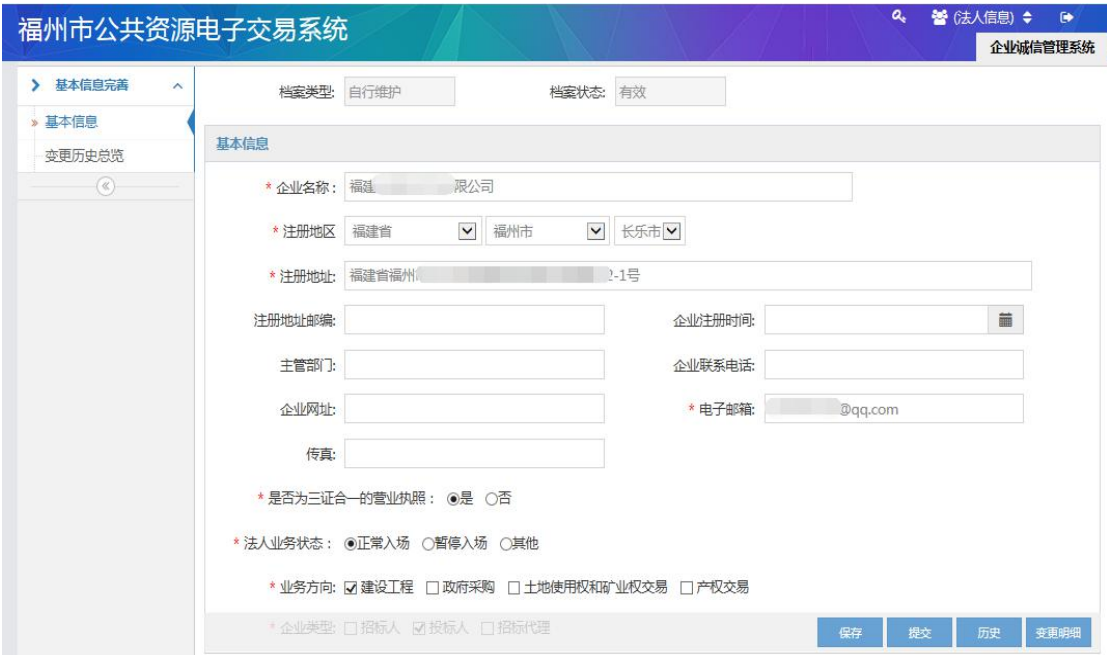 福州市公共资源电子交易系统
(法人信息)
企业诚信管理系统
基本信息完善
基本信息
变更历史总览
档案类型: 自行维护 档案状态: 有效
基本信息
* 企业名称: 福建 限公司
* 注册地区 福建省 福州市 长乐市
* 注册地址: 福建省福州 2-1号
注册地址邮编: 企业注册时间:
主管部门: 企业联系电话:
企业网址: * 电子邮箱: @qq.com
传真:
* 是否为三证合一的营业执照: 是 否
* 法人业务状态: 正常入场 暂停入场 其他
* 业务方向: 建设工程 政府采购 土地使用权和矿业权交易 产权交易
* 企业类型: 招标人 投标人 招标代理
保存 提交 历史 变更明细